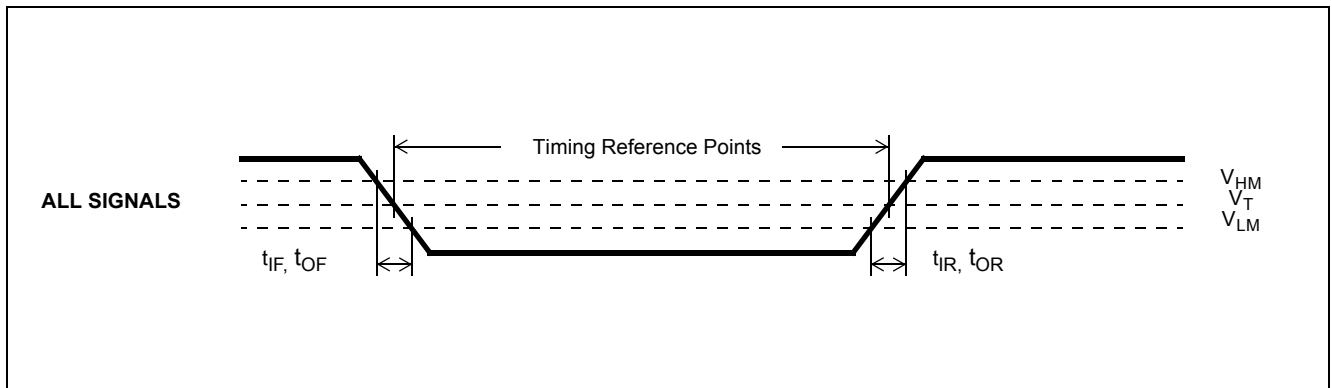 Timing Reference Points
ALL SIGNALS
V_HM
V_T
V_LM
t_IF, t_OF
t_IR, t_OR